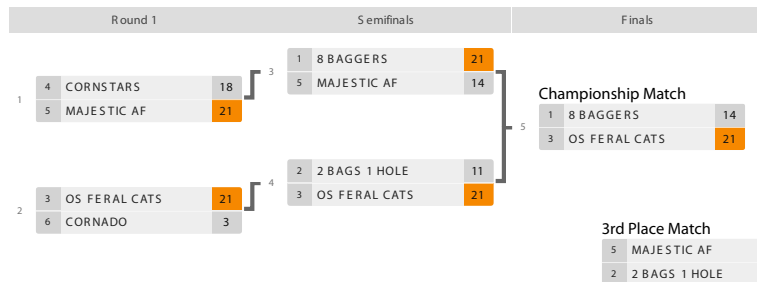 Round 1
Semifinals
Finals
1
4 CORNSTARS 18
5 MAJESTIC AF 21
2
3 OS FERAL CATS 21
6 CORNADO 3
3
1 8 BAGGERS 21
5 MAJESTIC AF 14
4
2 2 BAGS 1 HOLE 11
3 OS FERAL CATS 21
Championship Match
5
1 8 BAGGERS 14
3 OS FERAL CATS 21
3rd Place Match
5 MAJESTIC AF
2 2 BAGS 1 HOLE